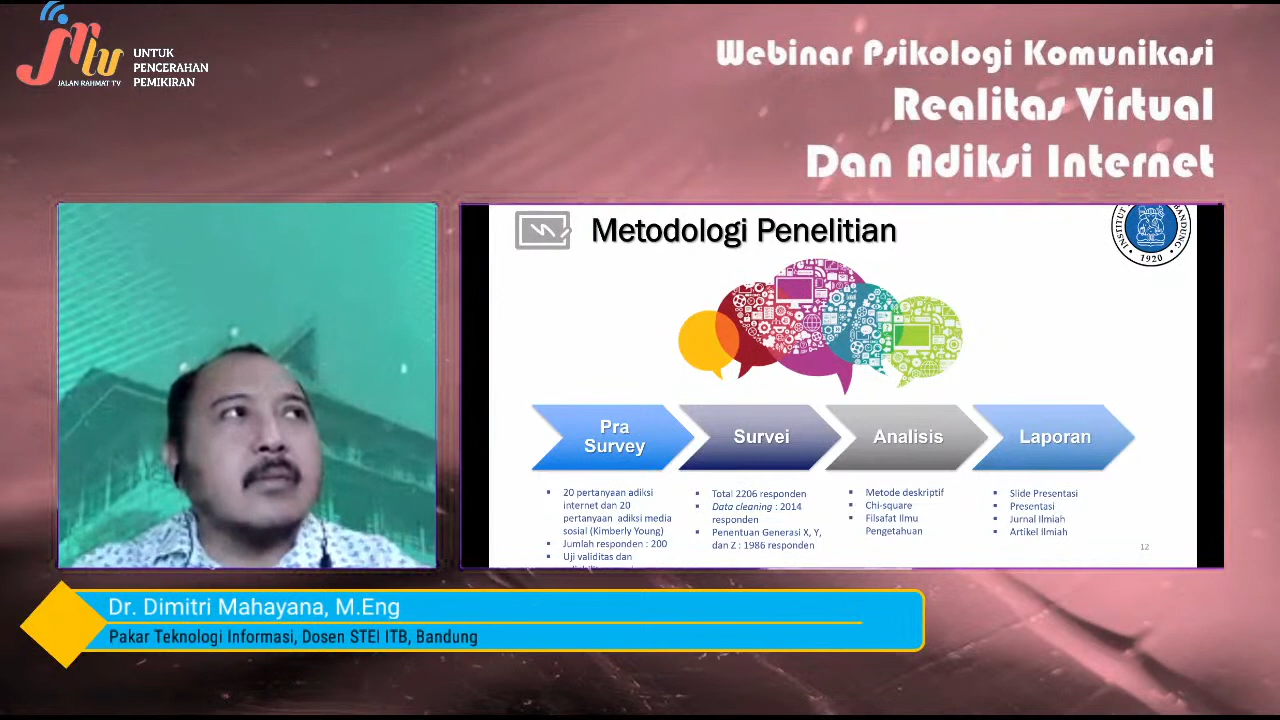 JMtv
JALAN RAHMAT TV
UNTUK
PENCERAHAN
PEMIKIRAN
Webinar Psikologi Komunikasi
Realitas Virtual
Dan Adiksi Internet
Metodologi Penelitian
INSTITUT BANDUNG
1920
Pra
Survey
Survei
Analisis
Laporan
20 pertanyaan adiksi
internet dan 20
pertanyaan adiksi media
sosial (Kimberly Young)
Jumlah responden : 200
Uji validitas dan
Total 2206 responden
Data cleaning : 2014
responden
Penentuan Generasi X, Y,
dan Z : 1986 responden
Metode deskriptif
Chi-square
Filsafat Ilmu
Pengetahuan
Slide Presentasi
Presentasi
Jurnal Ilmiah
Artikel Ilmiah
12
Dr. Dimitri Mahayana, M.Eng
Pakar Teknologi Informasi, Dosen STEI ITB, Bandung